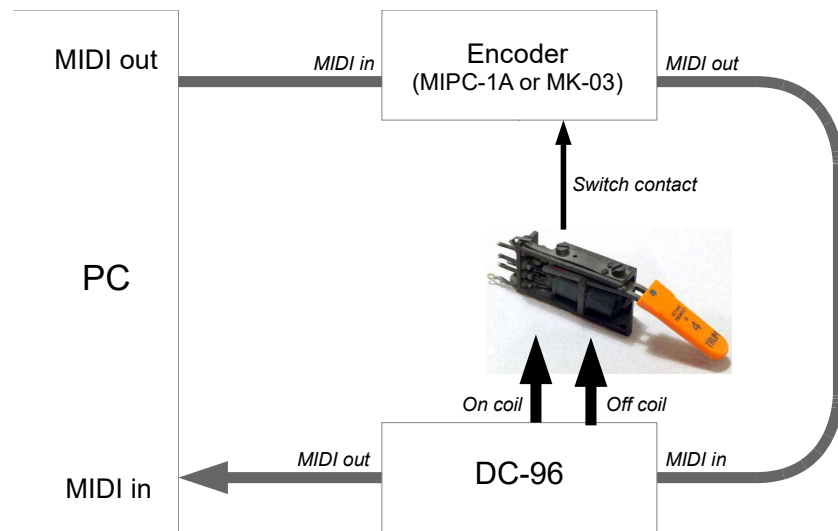 MIDI out
MIDI in
Encoder
(MIPC-1A or MK-03)
MIDI out
Switch contact
PC
4
On coil
Off coil
MIDI in
MIDI out
DC-96
MIDI in